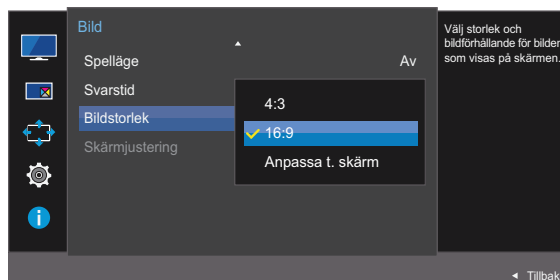 Bild
Spelläge Av
Svarstid
Bildstorlek
Skärmjustering
4:3
16:9
Anpassa t. skärm
Välj storlek och
bildförhållande för bilder
som visas på skärmen.
Tillbak